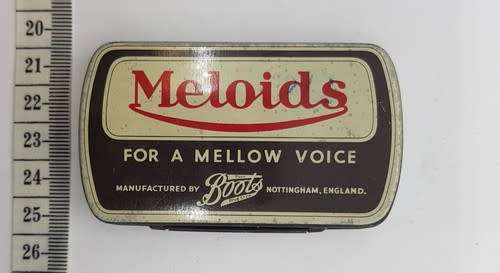 20
21
22
23
24
25
26
Meloids
FOR A MELLOW VOICE
MANUFACTURED BY Boots NOTTINGHAM, ENGLAND.